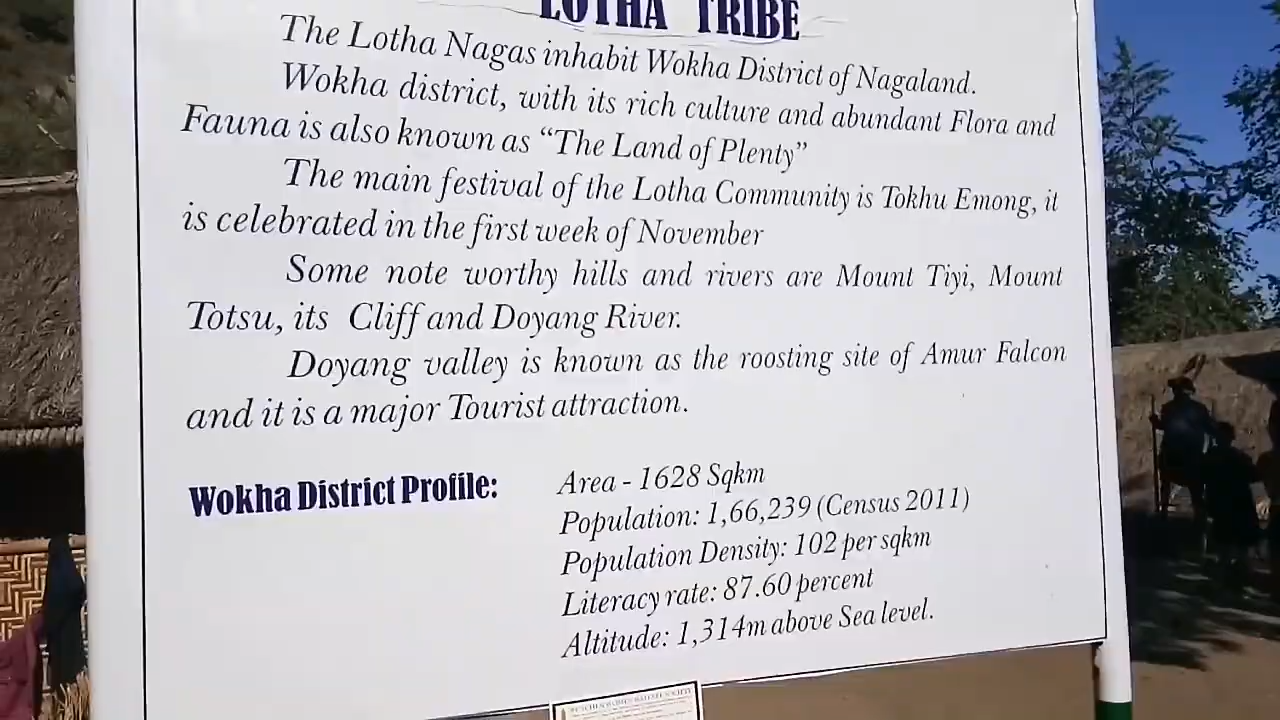 LOTHA TRIBE
The Lotha Nagas inhabit Wokha District of Nagaland.
Wokha district, with its rich culture and abundant Flora and
Fauna is also known as “The Land of Plenty”
The main festival of the Lotha Community is Tokhu Emong, it
is celebrated in the first week of November
Some note worthy hills and rivers are Mount Tiyi, Mount
Totsu, its Cliff and Doyang River.
Doyang valley is known as the roosting site of Amur Falcon
and it is a major Tourist attraction.
Wokha District Profile:
Area - 1628 Sqkm
Population: 1,66,239 (Census 2011)
Population Density: 102 per sqkm
Literacy rate: 87.60 percent
Altitude: 1,314m above Sea level.